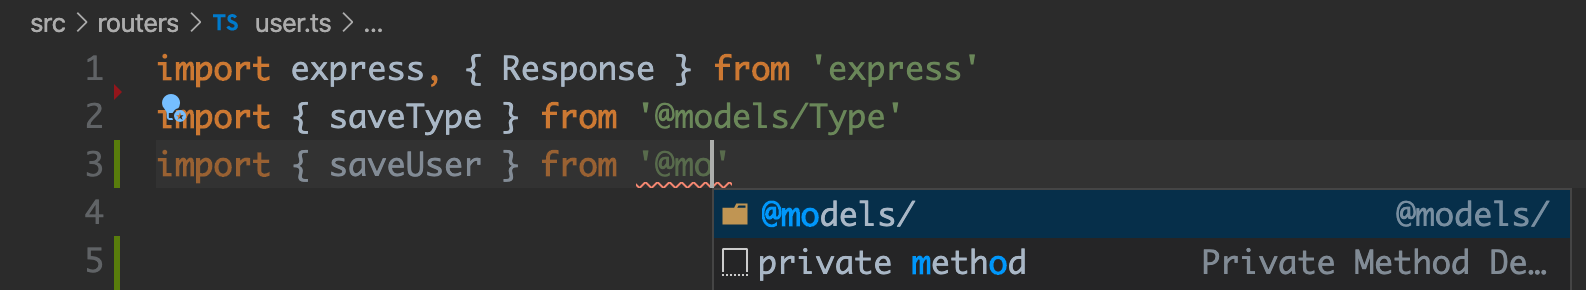 src > routers > TS user.ts > ...
1 import express, { Response } from 'express'
2 import { saveType } from '@models/Type'
3 import { saveUser } from '@mo'
4 @models/ @models/
5 private method Private Method De…